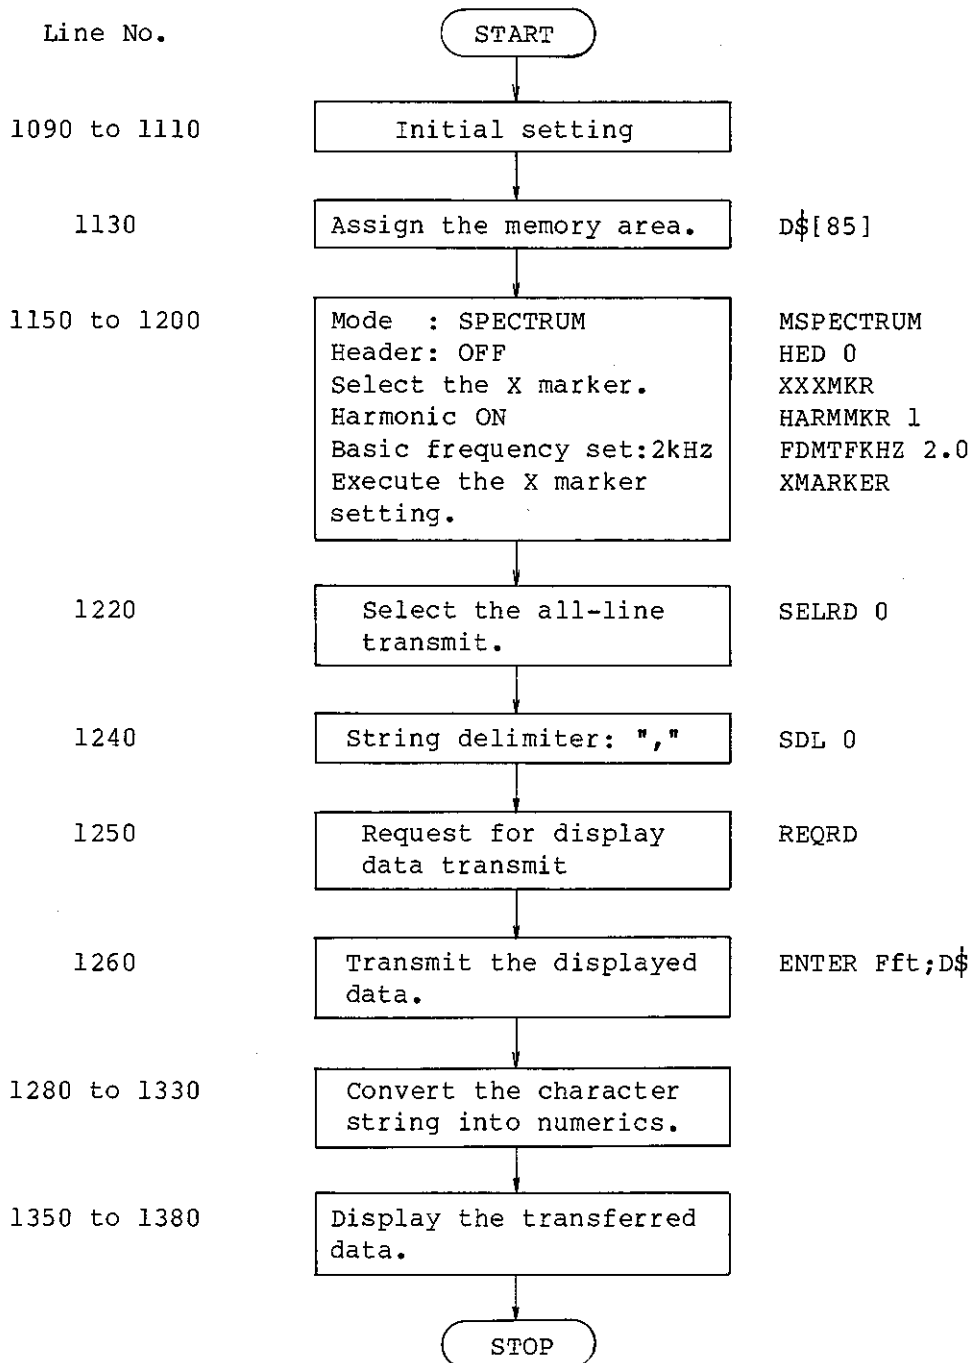 Line No.
START
1090 to 1110
Initial setting
1130
Assign the memory area.
D$[85]
1150 to 1200
Mode  : SPECTRUM
MSPECTRUM
Header: OFF
HED 0
Select the X marker.
XXXMKR
Harmonic ON
HARMMKR 1
Basic frequency set:2kHz
FDMTFKHZ 2.0
Execute the X marker
XMARKER
setting.
1220
Select the all-line
SELRD 0
transmit.
1240
String delimiter: ","
SDL 0
1250
Request for display
REQRD
data transmit
1260
Transmit the displayed
ENTER Fft;D$
data.
1280 to 1330
Convert the character
string into numerics.
1350 to 1380
Display the transferred
data.
STOP